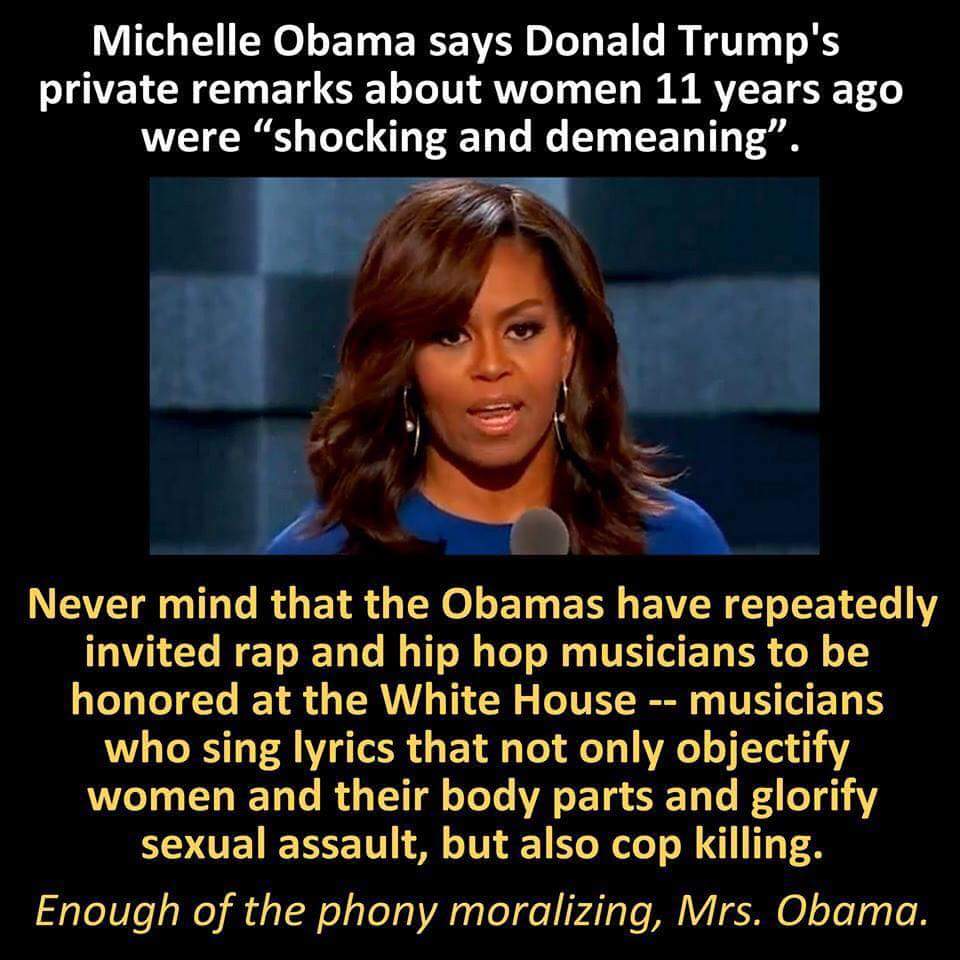 Michelle Obama says Donald Trump's
private remarks about women 11 years ago
were “shocking and demeaning”.
Never mind that the Obamas have repeatedly
invited rap and hip hop musicians to be
honored at the White House -- musicians
who sing lyrics that not only objectify
women and their body parts and glorify
sexual assault, but also cop killing.
Enough of the phony moralizing, Mrs. Obama.